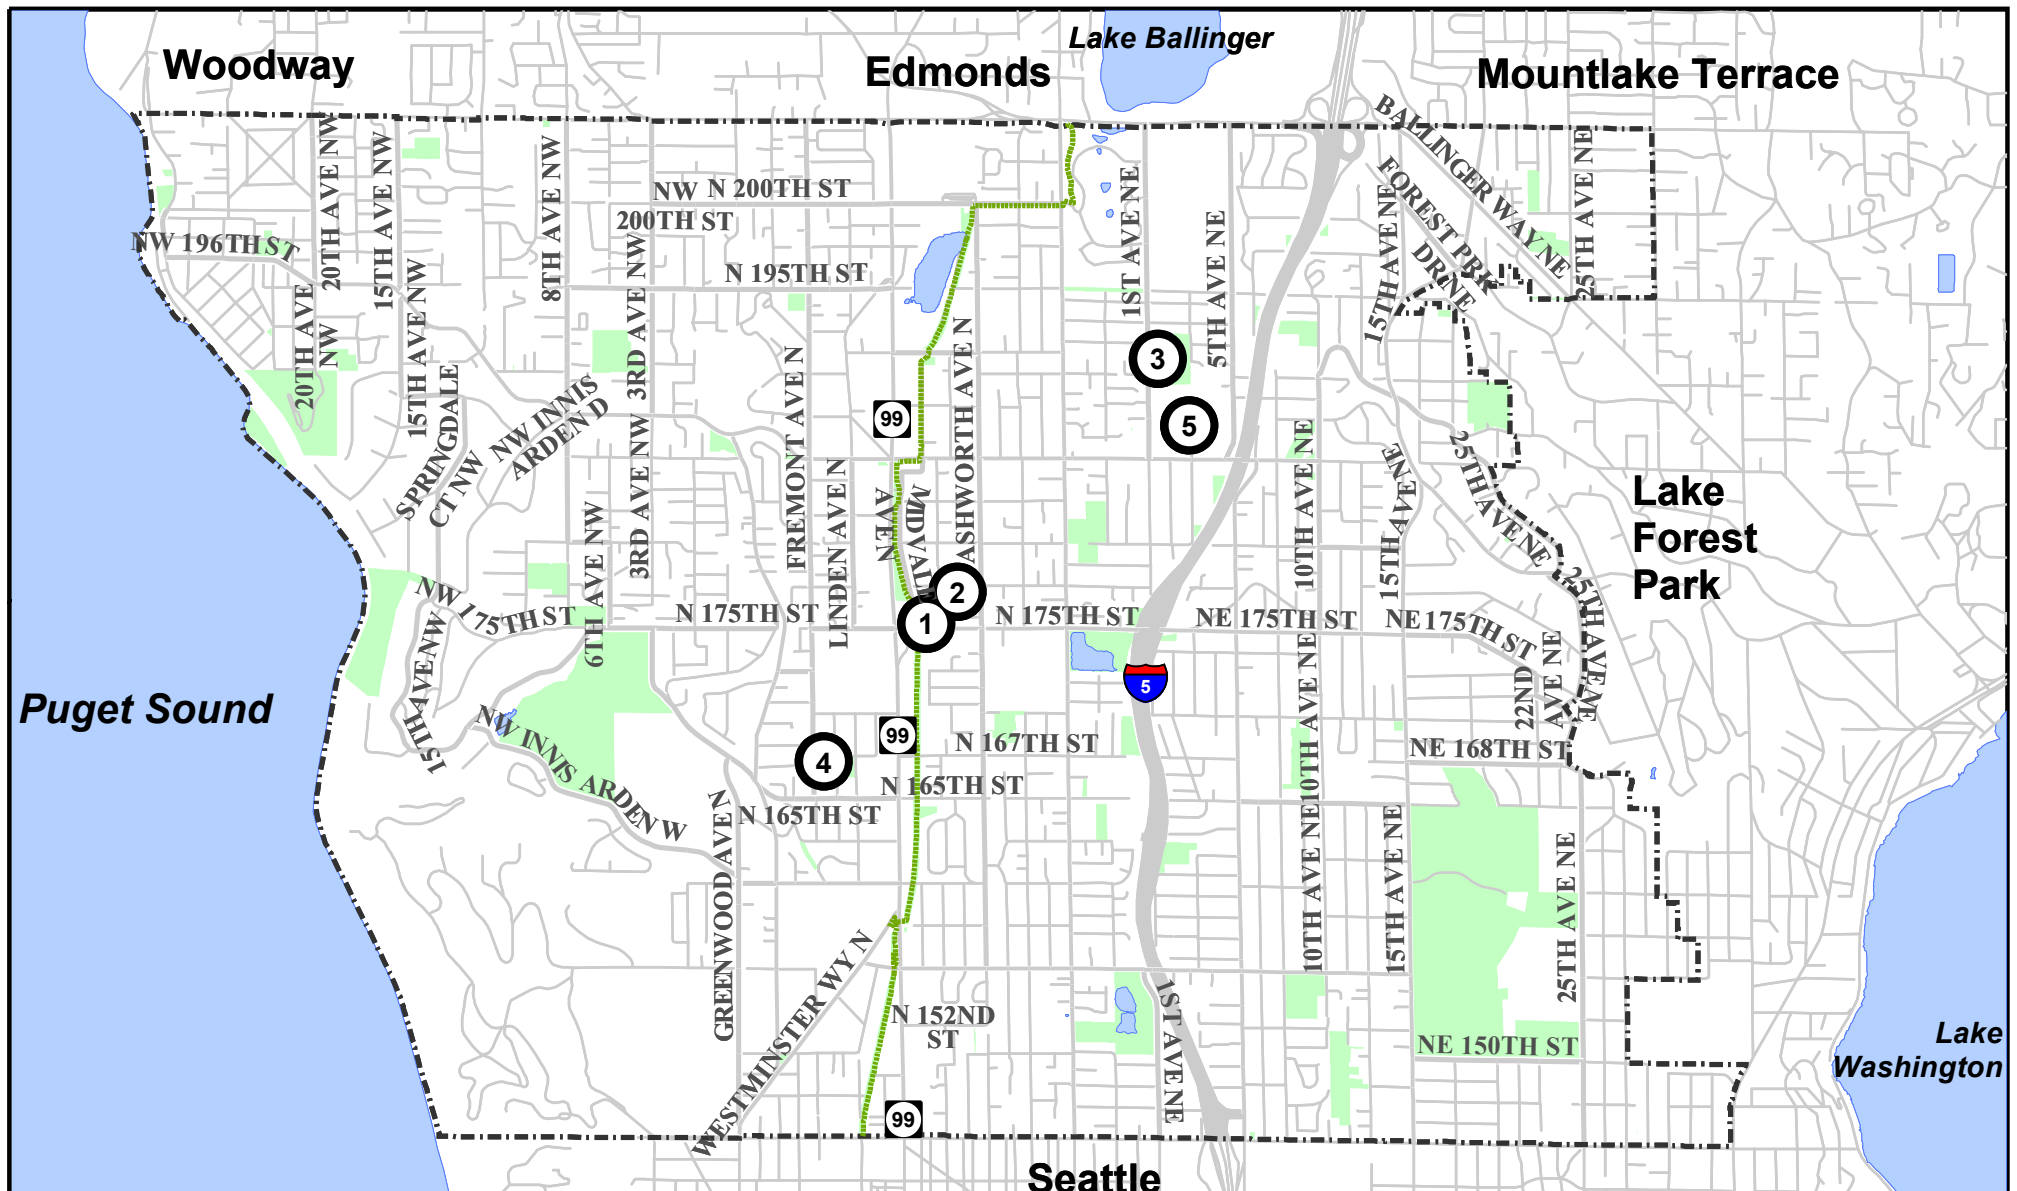 Lake Ballinger
Woodway
Edmonds
Mountlake Terrace
BALLINGER WAY NE
FOREST PRK
DR NE
20TH AVE NW
15TH AVE NW
8TH AVE NW
NW N 200TH ST
200TH ST
1ST AVE NE
15TH AVE NE
25TH AVE NE
NW 196TH ST
N 195TH ST
3RD AVE NW
5TH AVE NE
20TH AVE
NW
15TH AVE NW
FREMONT AVE N
ASHWORTH AVE N
3
99
5
SPRINGDALE
CT NW
NW INNIS
ARDEN D
3RD AVE NW
LINDEN AVE N
AVE N
MIDVALE
10TH AVE NE
NE
15TH AVE NE
25TH AVE NE
Lake
Forest
Park
6TH AVE NW
2
1
NW 175TH ST
N 175TH ST
N 175TH ST
NE 175TH ST
NE 175TH ST
25TH AVE NE
15TH AVE NW
5
22ND
AVE NE
Puget Sound
NW INNIS ARDEN W
99
4
N 167TH ST
10TH AVE NE
NE 168TH ST
N 165TH ST
N 165TH ST
GREENWOOD AVE N
10TH AVE NE
15TH AVE NE
25TH AVE NE
WESTMINSTER WY N
N 152ND
ST
1ST AVE NE
NE 150TH ST
Lake
Washington
99
Seattle